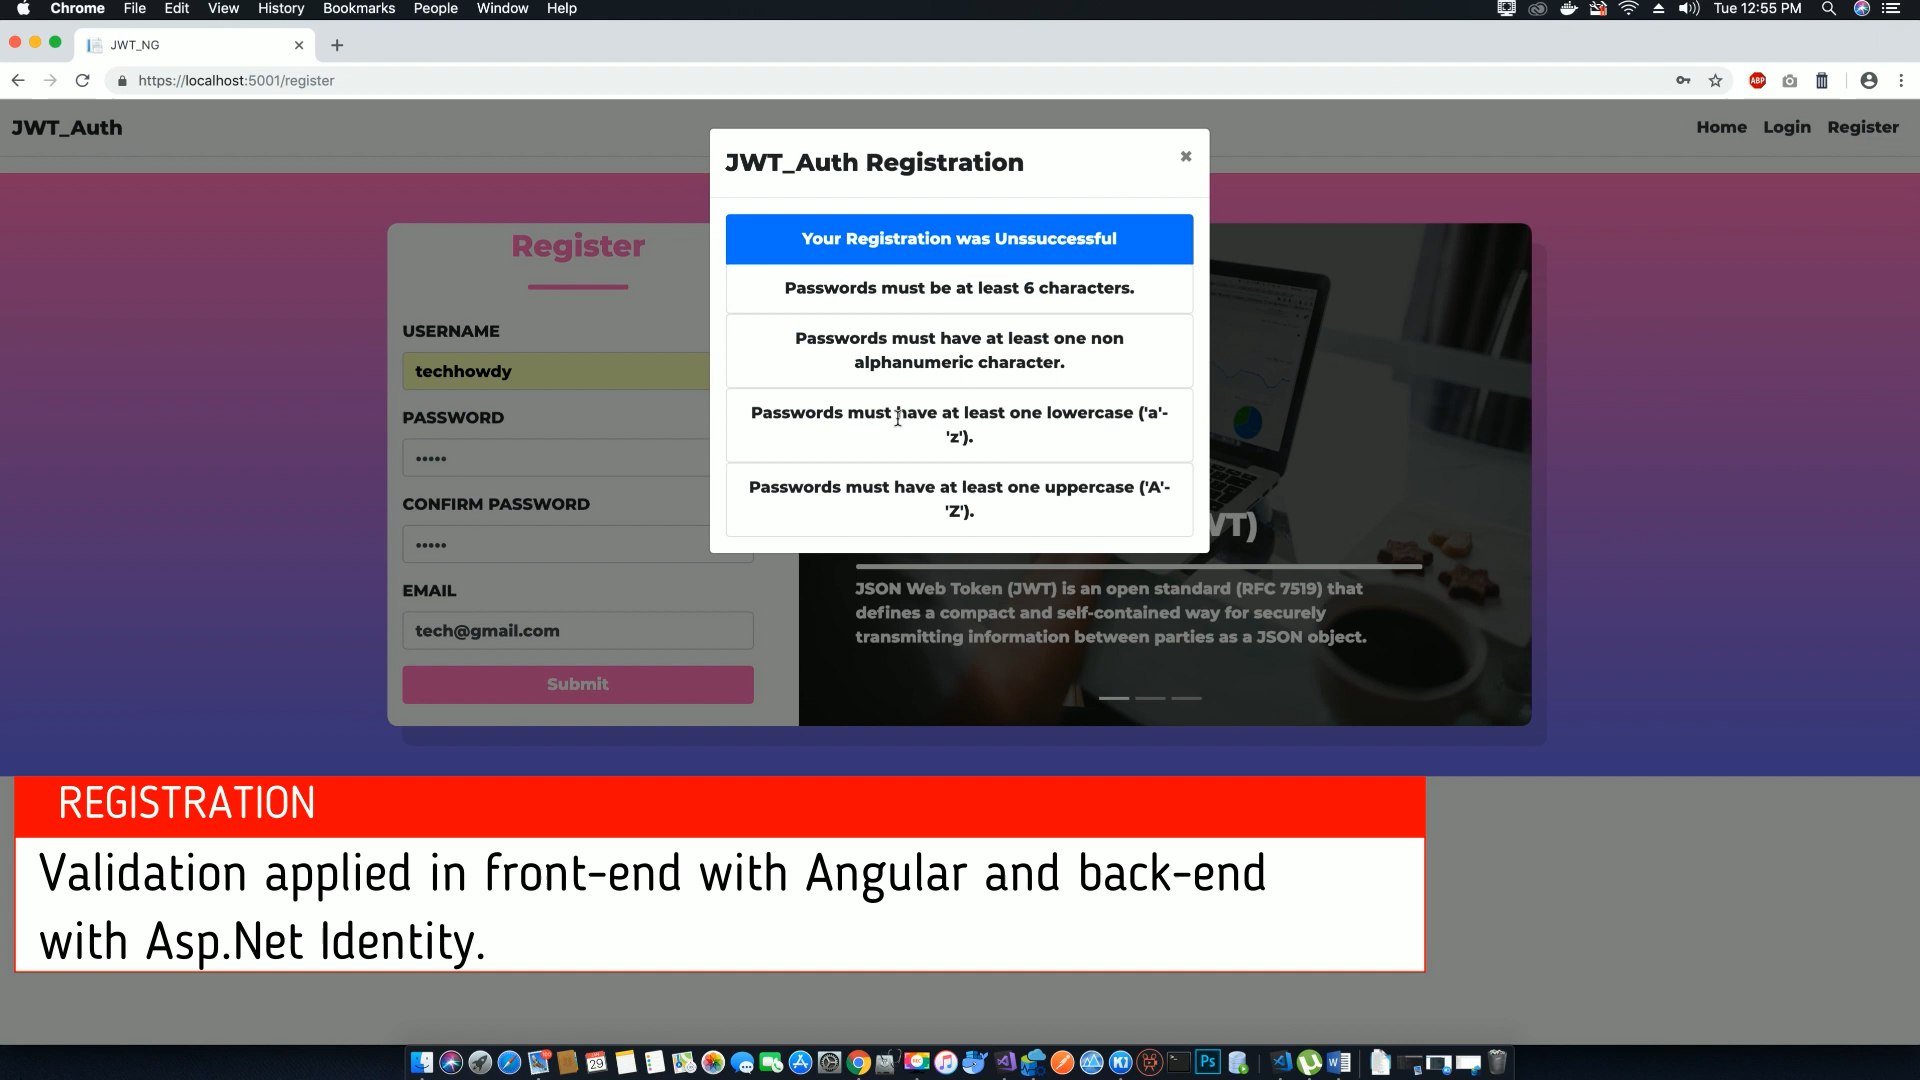 Chrome File Edit View History Bookmarks People Window Help
Tue 12:55 PM
JWT_NG
https://localhost:5001/register
ABP
JWT_Auth
Home Login Register
JWT_Auth Registration
Your Registration was Unssuccessful
Passwords must be at least 6 characters.
Passwords must have at least one non
alphanumeric character.
Passwords must have at least one lowercase ('a'-
'z').
Passwords must have at least one uppercase ('A'-
'Z').
Register
USERNAME
techhowdy
PASSWORD
•••••
CONFIRM PASSWORD
•••••
EMAIL
tech@gmail.com
Submit
WT)
JSON Web Token (JWT) is an open standard (RFC 7519) that
defines a compact and self-contained way for securely
transmitting information between parties as a JSON object.
REGISTRATION
Validation applied in front-end with Angular and back-end
with Asp.Net Identity.
29
Ps